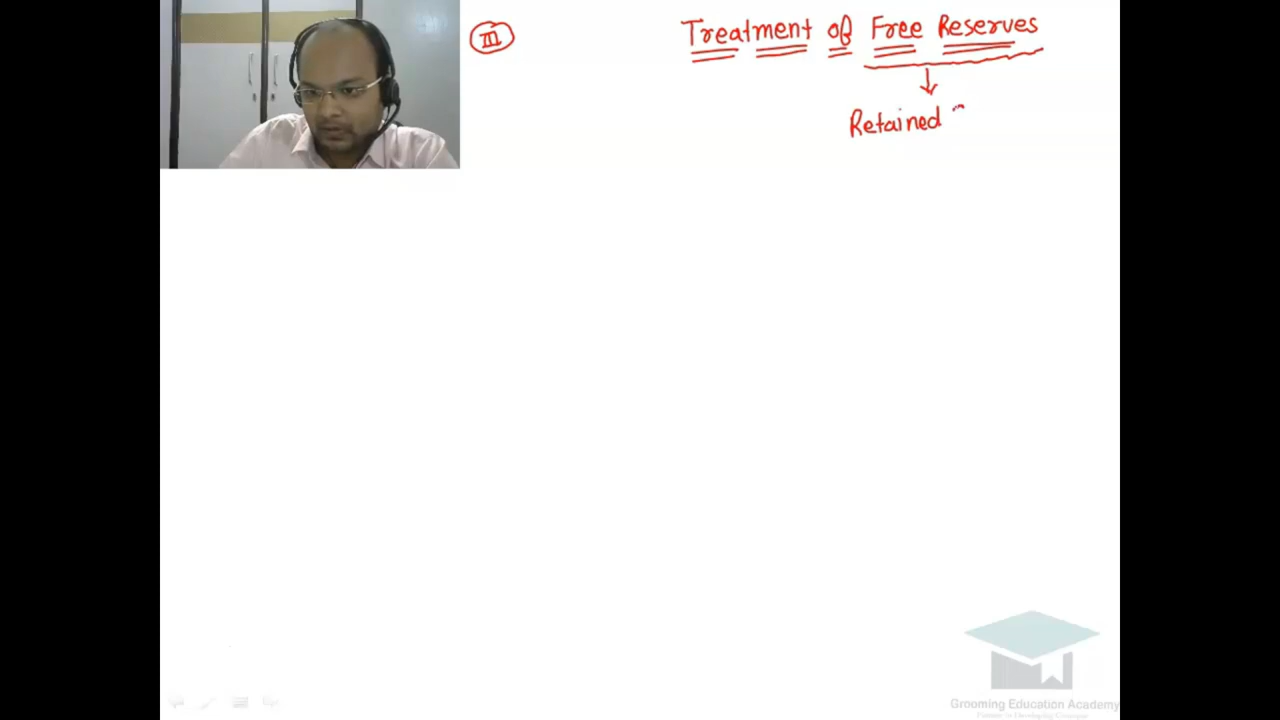 III
Treatment of Free Reserves
Retained
Grooming Education Academy